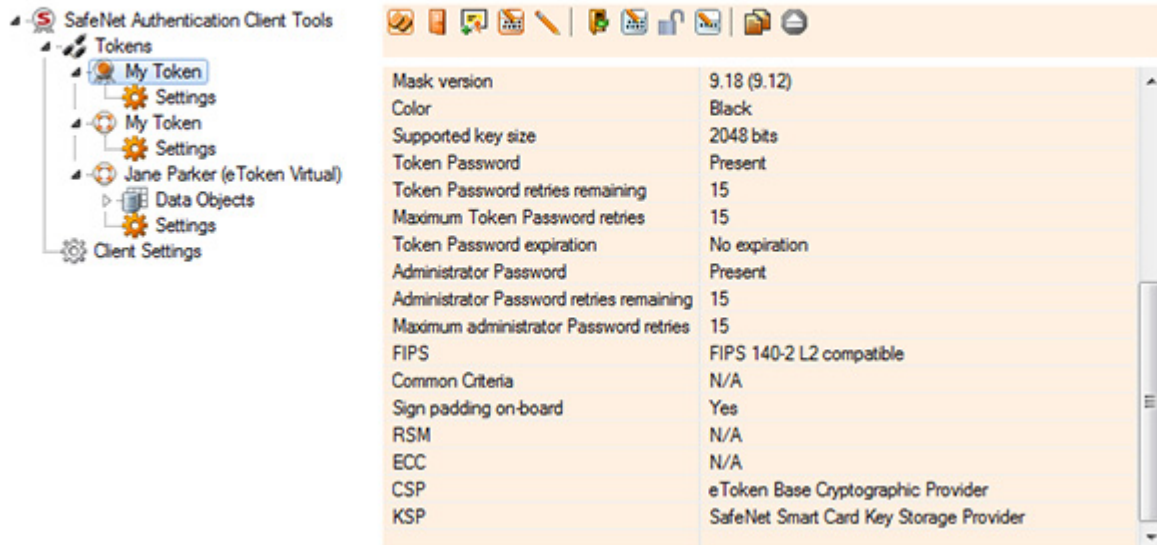 SafeNet Authentication Client Tools
Tokens
My Token
Settings
My Token
Settings
Jane Parker (eToken Virtual)
Data Objects
Settings
Client Settings
Mask version 9.18 (9.12)
Color Black
Supported key size 2048 bits
Token Password Present
Token Password retries remaining 15
Maximum Token Password retries 15
Token Password expiration No expiration
Administrator Password Present
Administrator Password retries remaining 15
Maximum administrator Password retries 15
FIPS FIPS 140-2 L2 compatible
Common Criteria N/A
Sign padding on-board Yes
RSM N/A
ECC N/A
CSP eToken Base Cryptographic Provider
KSP SafeNet Smart Card Key Storage Provider